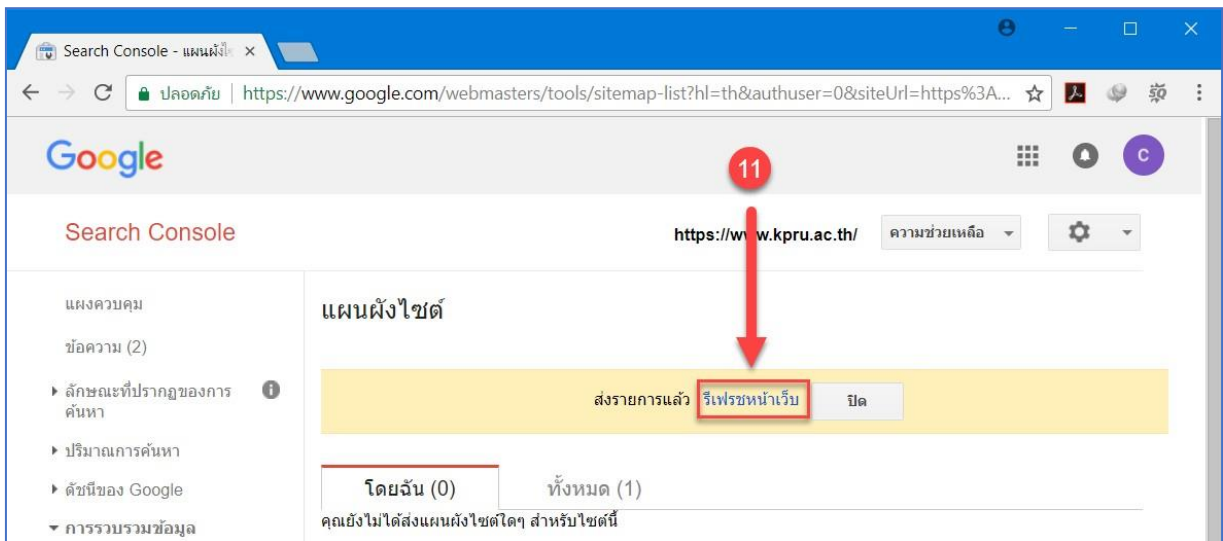 Search Console - แผนผังไซ
ปลอดภัย | https://www.google.com/webmasters/tools/sitemap-list?hl=th&authuser=0&siteUrl=https%3A...
Google
C
11
Search Console
https://www.kpru.ac.th/
ความช่วยเหลือ
แผงควบคุม
แผนผังไซต์
ข้อความ (2)
ลักษณะที่ปรากฏของการ
ค้นหา
ส่งรายการแล้ว รีเฟรชหน้าเว็บ ปิด
ปริมาณการค้นหา
ดัชนีของ Google
โดยฉัน (0) ทั้งหมด (1)
การรวบรวมข้อมูล
คุณยังไม่ได้ส่งแผนผังไซต์ใดๆ สำหรับไซต์นี้